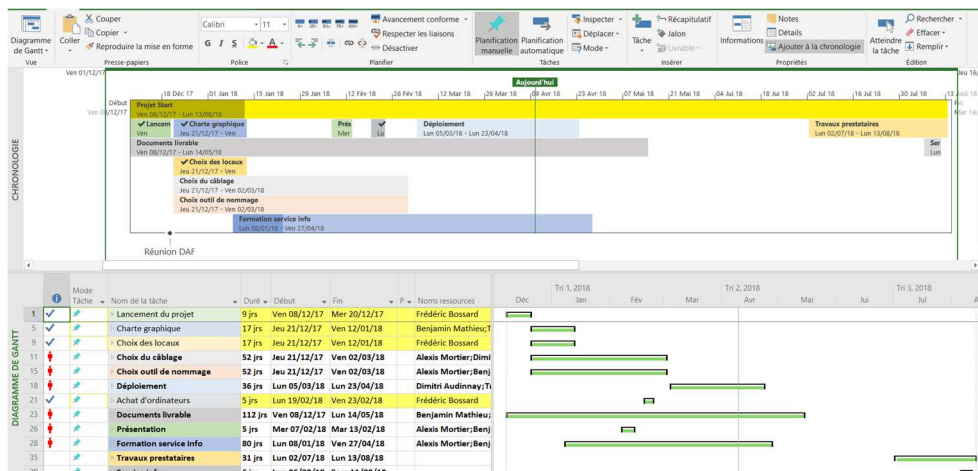 Diagramme de Gantt
Vue
Coller
Couper
Copier
Reproduire la mise en forme
Presse-papiers
Calibri
11
G I S
Police
Avancement conforme
Respecter les liaisons
Désactiver
Planifier
Planification manuelle
Planification automatique
Inspecter
Déplacer
Mode
Tâches
Tâche
Récapitulatif
Jalon
Livrable
Insérer
Informations
Notes
Détails
Ajouter à la chronologie
Propriétés
Atteindre la tâche
Rechercher
Effacer
Remplir
Édition
CHRONOLOGIE
Ven 01/12/17
Aujourd'hui
18 Déc 17 01 Jan 18 15 Jan 18 29 Jan 18 12 Fév 18 26 Fév 18 12 Mar 18 26 Mar 18 09 Avr 18 23 Avr 18 07 Mai 18 21 Mai 18 04 Jui 18 18 Jui 18 02 Jul 18 16 Jul 18 30 Jul 18
Début
Projet Start
Ven 08/12/17 - Lun 13/08/18
Lancem
Ven
Charte graphique
Jeu 21/12/17 - Ven
Prés
Mer
Lu
Déploiement
Lun 05/03/18 - Lun 23/04/18
Travaux prestataires
Lun 02/07/18 - Lun 13/08/18
Documents livrable
Ven 08/12/17 - Lun 14/05/18
Ser
Lun
Choix des locaux
Jeu 21/12/17 - Ven
Choix du câblage
Jeu 21/12/17 - Ven 02/03/18
Choix outil de nommage
Jeu 21/12/17 - Ven 02/03/18
Formation service info
Lun 08/01/18 - Ven 27/04/18
Réunion DAF
DIAGRAMME DE GANTT
Mode Tâche Nom de la tâche Duré Début Fin P Noms ressources
Tri 1, 2018 Tri 2, 2018 Tri 3, 2018
Déc Jan Fév Mar Avr Mai Jui Jul A
1 Lancement du projet 9 jrs Ven 08/12/17 Mer 20/12/17 Frédéric Bossard
5 Charte graphique 17 jrs Jeu 21/12/17 Ven 12/01/18 Benjamin Mathieu;T
9 Choix des locaux 17 jrs Jeu 21/12/17 Ven 12/01/18 Frédéric Bossard
11 Choix du câblage 52 jrs Jeu 21/12/17 Ven 02/03/18 Alexis Mortier;Dimi
15 Choix outil de nommage 52 jrs Jeu 21/12/17 Ven 02/03/18 Alexis Mortier;Benj
18 Déploiement 36 jrs Lun 05/03/18 Lun 23/04/18 Dimitri Audinnay;Tr
21 Achat d'ordinateurs 5 jrs Lun 19/02/18 Ven 23/02/18 Frédéric Bossard
23 Documents livrable 112 jrs Ven 08/12/17 Lun 14/05/18 Benjamin Mathieu;
26 Présentation 5 jrs Mer 07/02/18 Mar 13/02/18 Alexis Mortier;Benj
28 Formation service info 80 jrs Lun 08/01/18 Ven 27/04/18 Alexis Mortier;Benj
35 Travaux prestataires 31 jrs Lun 02/07/18 Lun 13/08/18